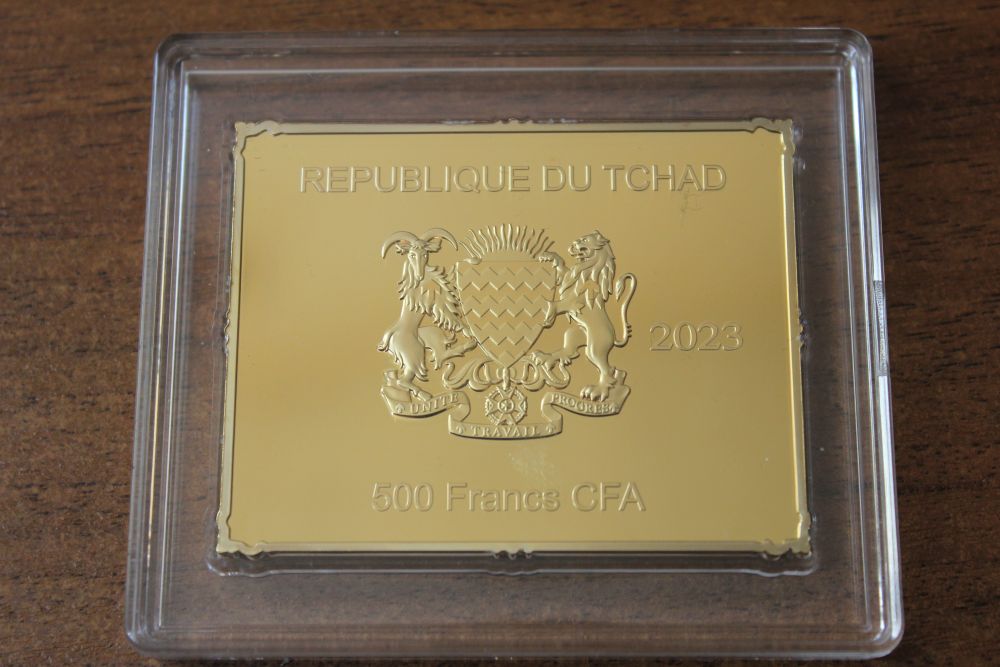 REPUBLIQUE DU TCHAD
2023
UNITE PROGRES
TRAVAIL
500 Francs CFA